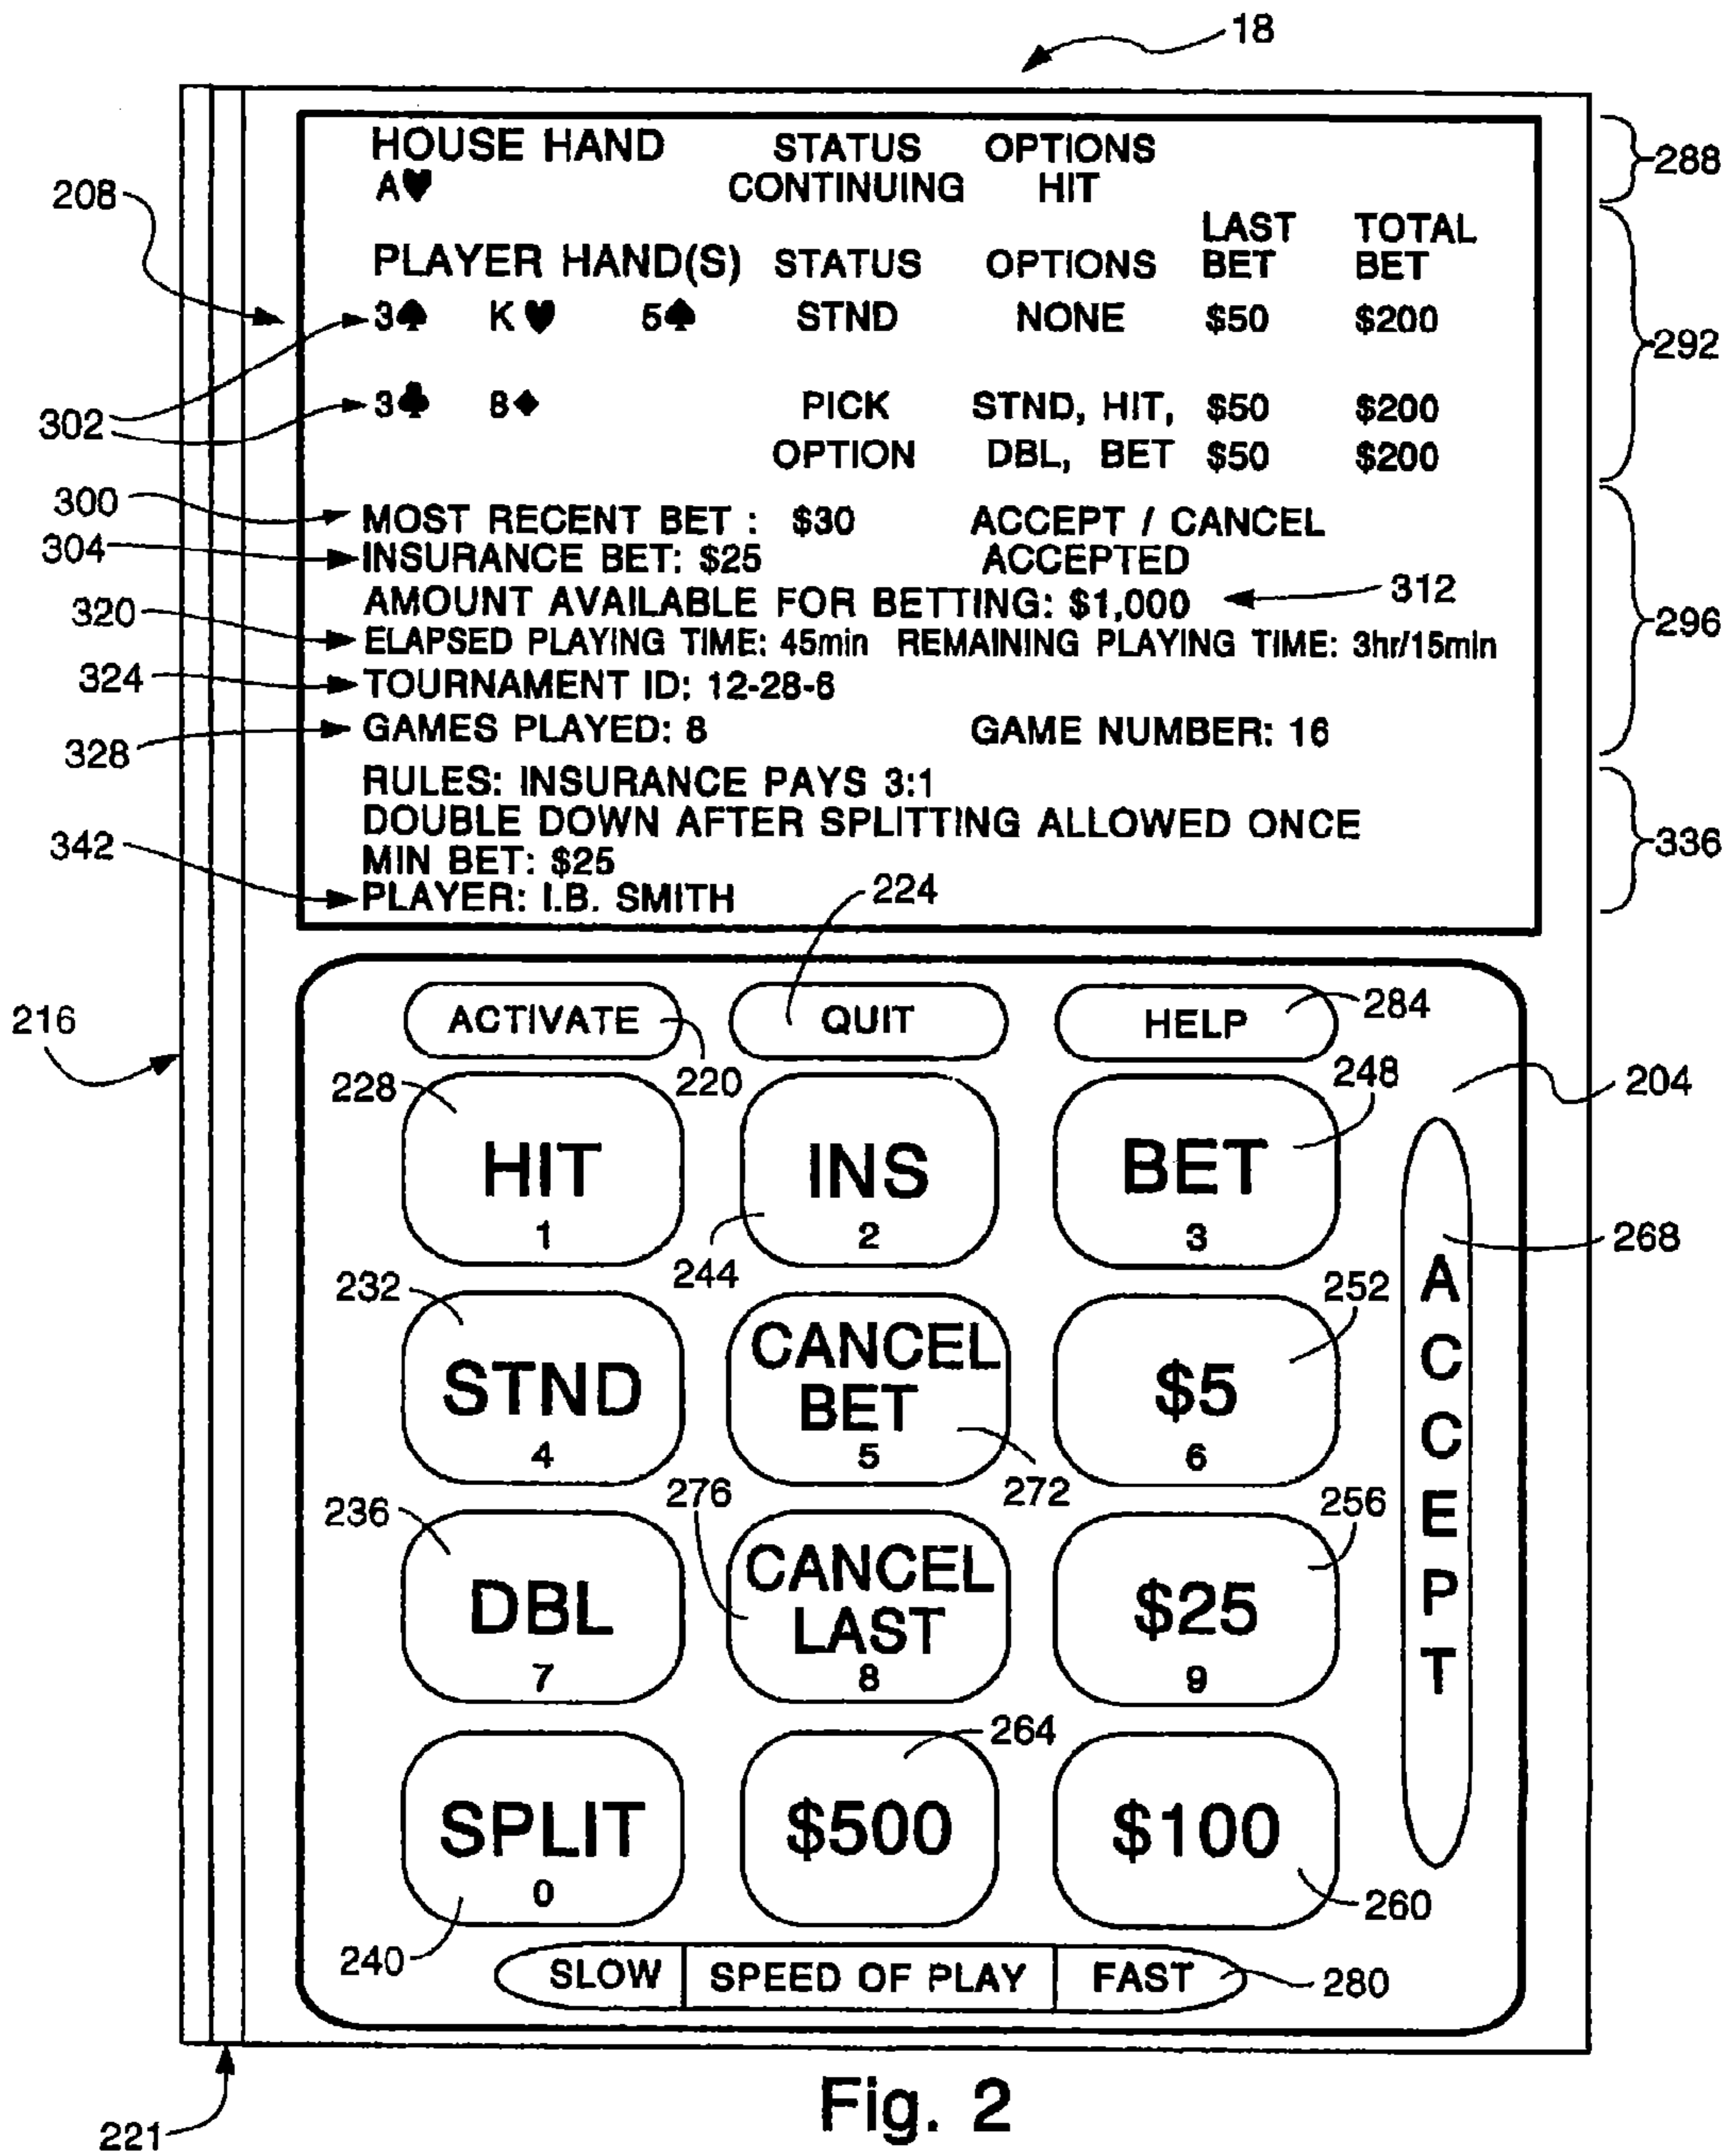 18
HOUSE HAND STATUS OPTIONS
288
A♥ CONTINUING HIT
208
LAST TOTAL
PLAYER HAND(S) STATUS OPTIONS BET BET
3♠ K♥ 5♠ STND NONE $50 $200
292
302
3♣ 8♦ PICK STND, HIT, $50 $200
OPTION DBL, BET $50 $200
300
MOST RECENT BET : $30 ACCEPT / CANCEL
304
INSURANCE BET: $25 ACCEPTED
AMOUNT AVAILABLE FOR BETTING: $1,000
312
296
320
ELAPSED PLAYING TIME: 45min REMAINING PLAYING TIME: 3hr/15min
324
TOURNAMENT ID: 12-28-6
328
GAMES PLAYED: 8 GAME NUMBER: 16
RULES: INSURANCE PAYS 3:1
DOUBLE DOWN AFTER SPLITTING ALLOWED ONCE
342
336
MIN BET: $25
PLAYER: I.B. SMITH
224
216
ACTIVATE QUIT HELP
284
220
228
248
204
HIT INS BET
1 2 3
244
268
232
252
STND CANCEL BET $5
4 5 6
276
272
236
256
DBL CANCEL LAST $25
7 8 9
264
SPLIT $500 $100
0
260
240
ACCEPT
SLOW SPEED OF PLAY FAST
280
221
Fig. 2